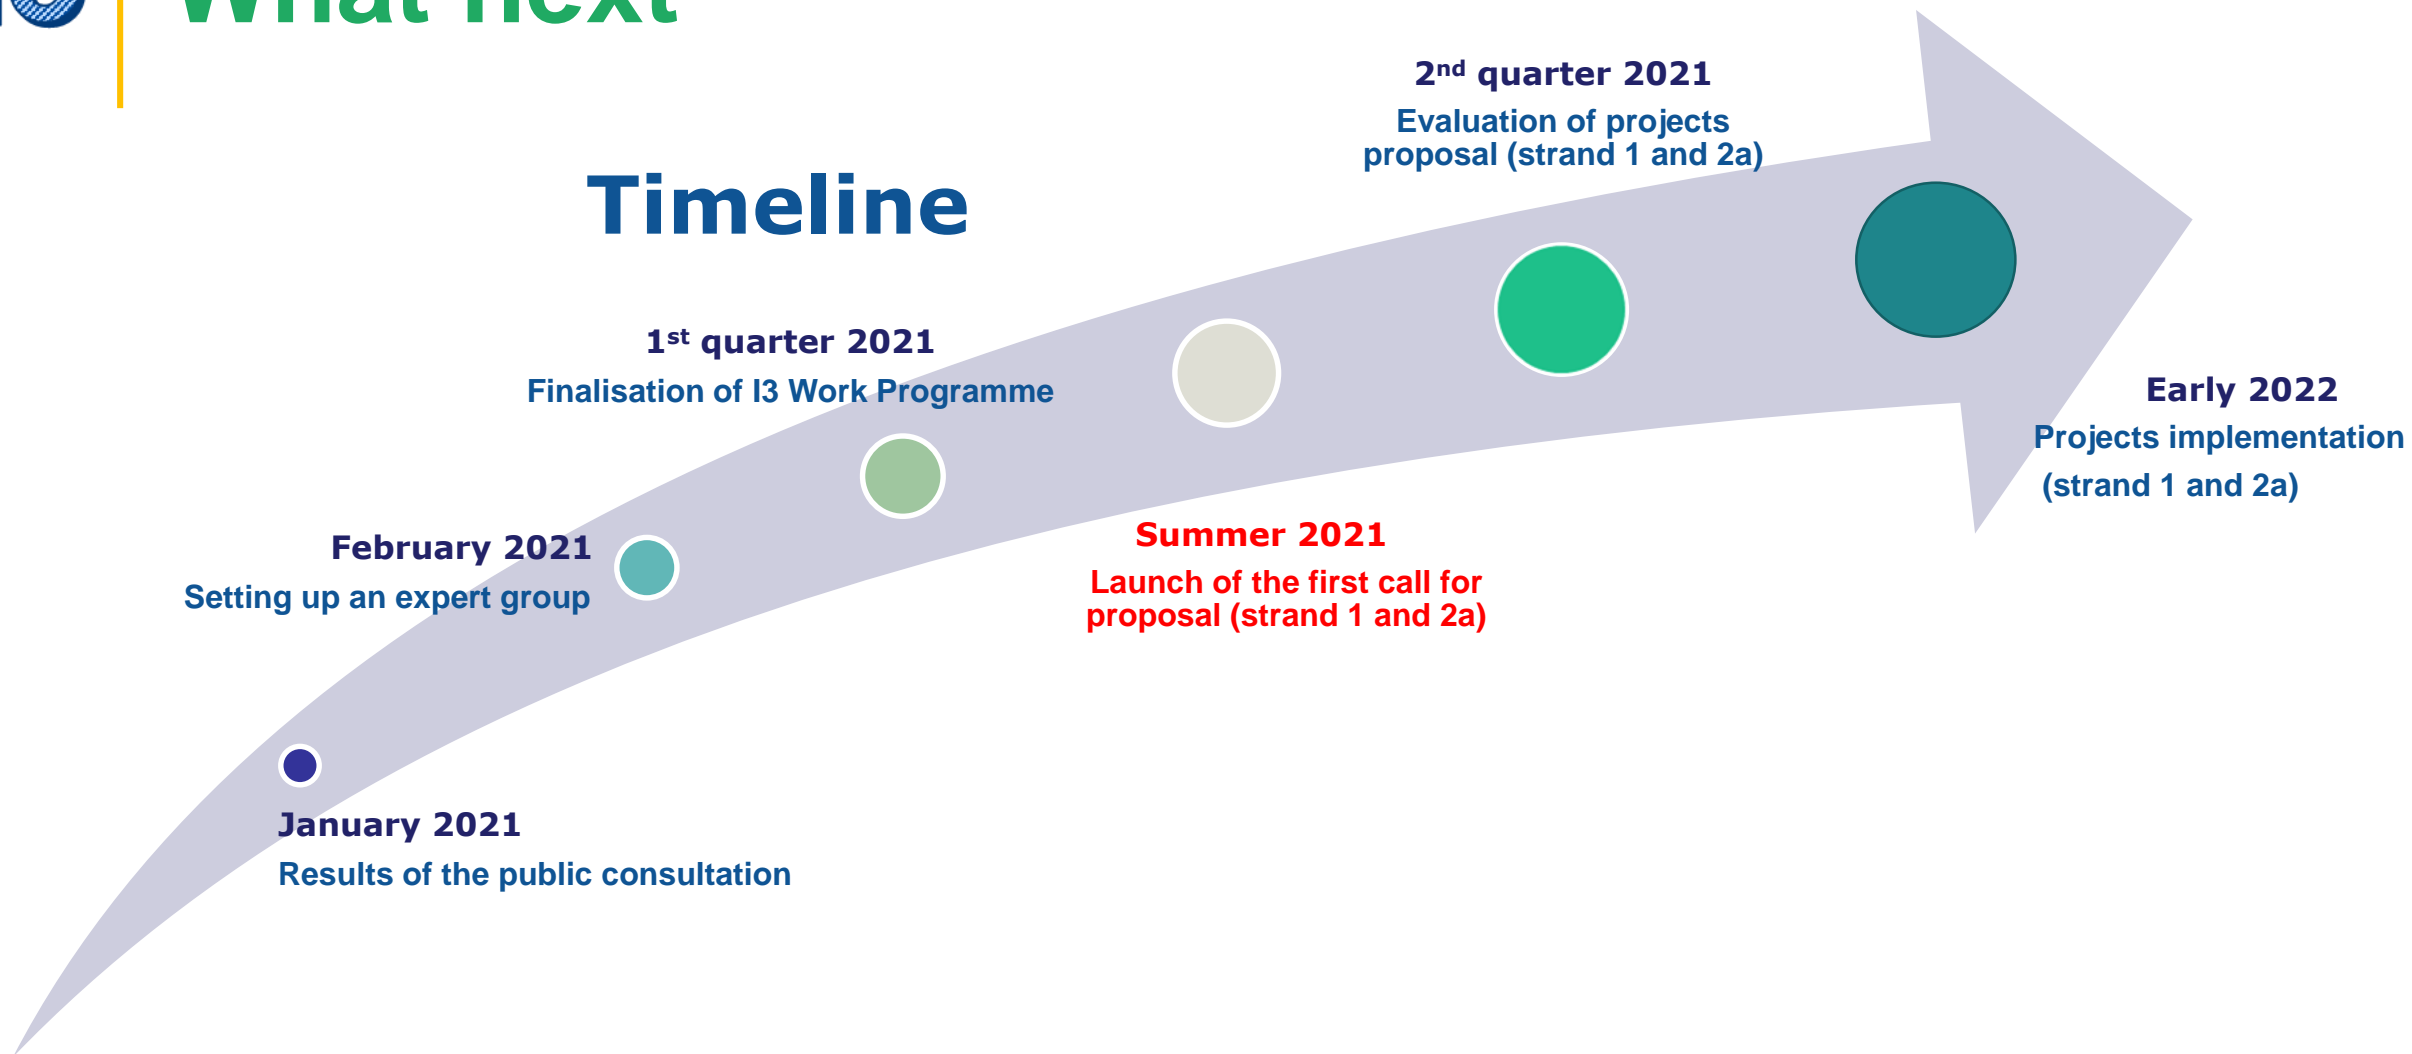 What next
Timeline
2nd quarter 2021
Evaluation of projects
proposal (strand 1 and 2a)
1st quarter 2021
Finalisation of I3 Work Programme
Early 2022
Projects implementation
(strand 1 and 2a)
February 2021
Setting up an expert group
Summer 2021
Launch of the first call for
proposal (strand 1 and 2a)
January 2021
Results of the public consultation